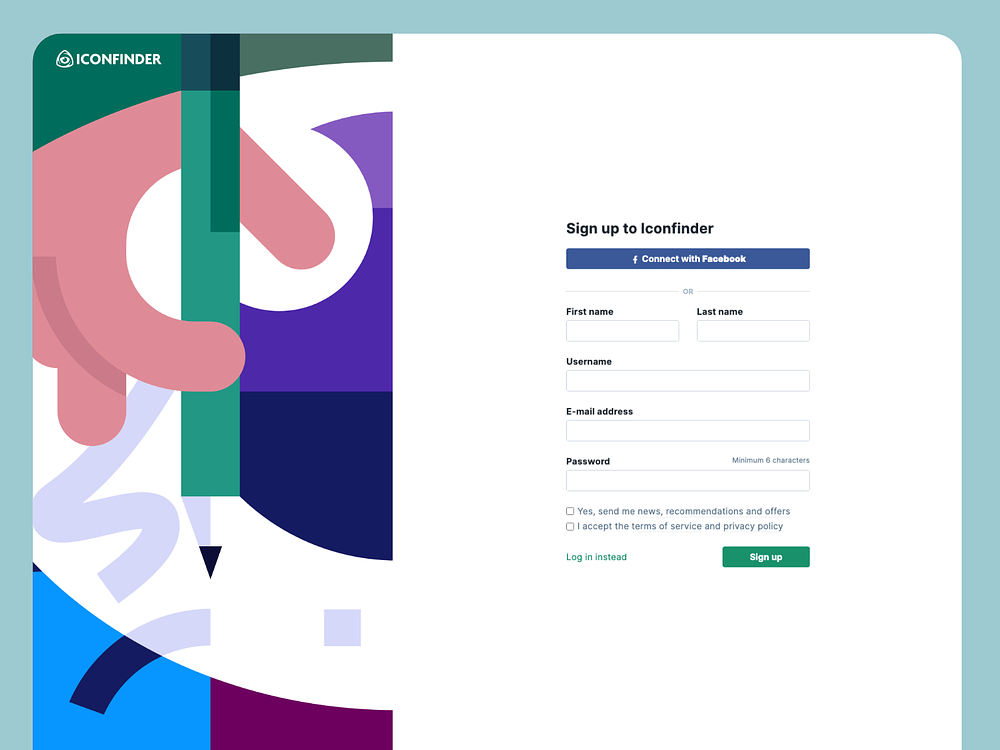 ICONFINDER
Sign up to Iconfinder
f Connect with Facebook
OR
First name
Last name
Username
E-mail address
Password
Minimum 6 characters
Yes, send me news, recommendations and offers
I accept the terms of service and privacy policy
Log in instead
Sign up